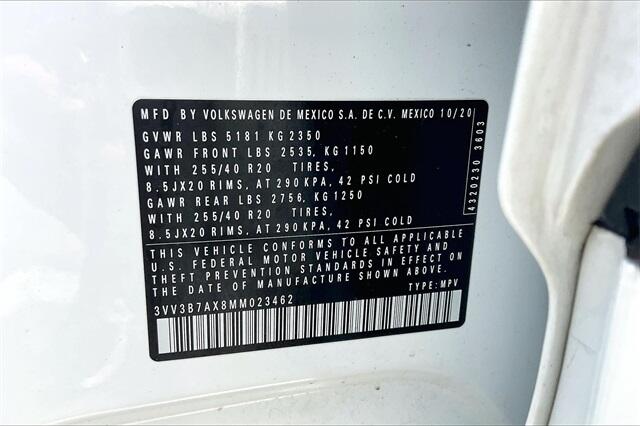 MFD BY VOLKSWAGEN DE MEXICO S.A. DE C.V. MEXICO 10/20
GVWR LBS 5181 KG 2350
GAWR FRONT LBS 2535, KG 1150
WITH 255/40 R20 TIRES,
8.5JX20 RIMS, AT 290 KPA, 42 PSI COLD
GAWR REAR LBS 2756, KG 1250
WITH 255/40 R20 TIRES,
8.5JX20 RIMS, AT 290 KPA, 42 PSI COLD
THIS VEHICLE CONFORMS TO ALL APPLICABLE
U.S. FEDERAL MOTOR VEHICLE SAFETY AND
THEFT PREVENTION STANDARDS IN EFFECT ON
THE DATE OF MANUFACTURE SHOWN ABOVE.
3VV3B7AX8MM023462 TYPE: MPV
4320230 3603